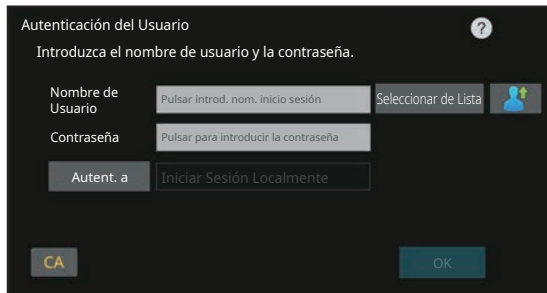 Autenticación del Usuario
?
Introduzca el nombre de usuario y la contraseña.
Nombre de
Usuario
Pulsar introd. nom. inicio sesión
Seleccionar de Lista
Contraseña
Pulsar para introducir la contraseña
Autent. a
Iniciar Sesión Localmente
CA
OK